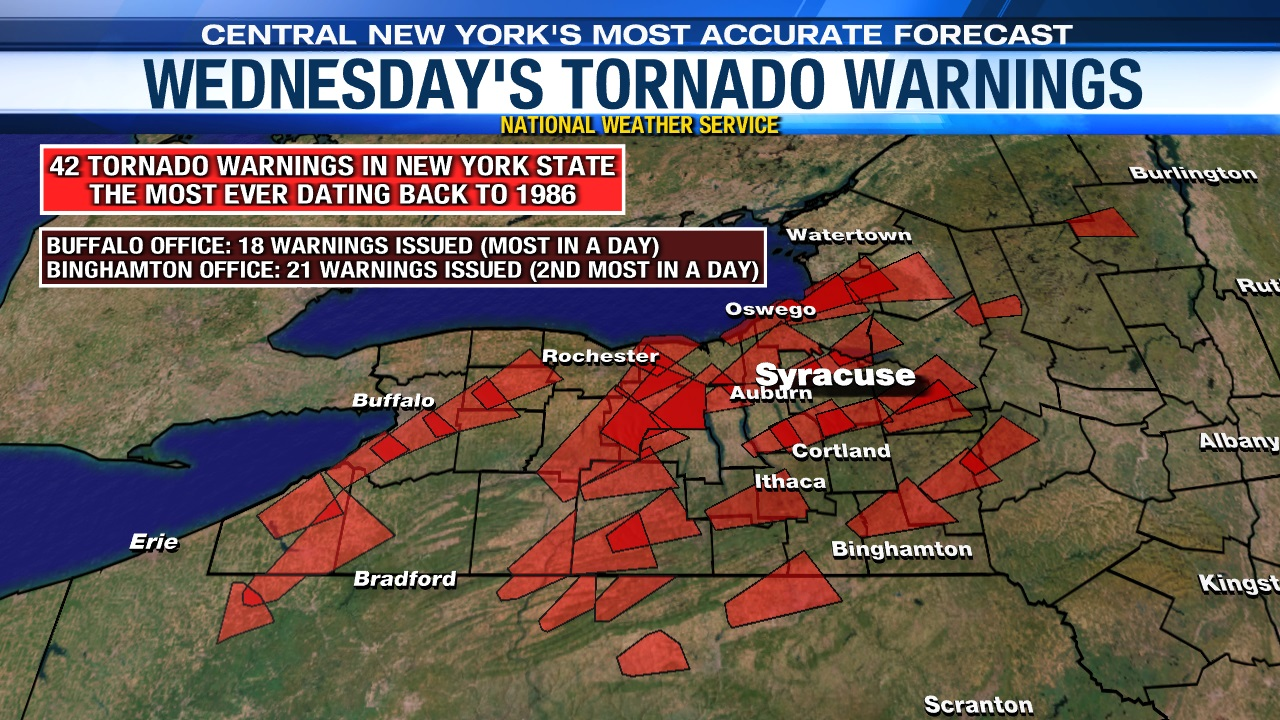 CENTRAL NEW YORK'S MOST ACCURATE FORECAST
WEDNESDAY'S TORNADO WARNINGS
NATIONAL WEATHER SERVICE
42 TORNADO WARNINGS IN NEW YORK STATE
THE MOST EVER DATING BACK TO 1986
BUFFALO OFFICE: 18 WARNINGS ISSUED (MOST IN A DAY)
BINGHAMTON OFFICE: 21 WARNINGS ISSUED (2ND MOST IN A DAY)
Burlington
Watertown
Rut
Oswego
Rochester
Syracuse
Auburn
Buffalo
Albany
Cortland
Ithaca
Erie
Binghamton
Bradford
Kingst
Scranton